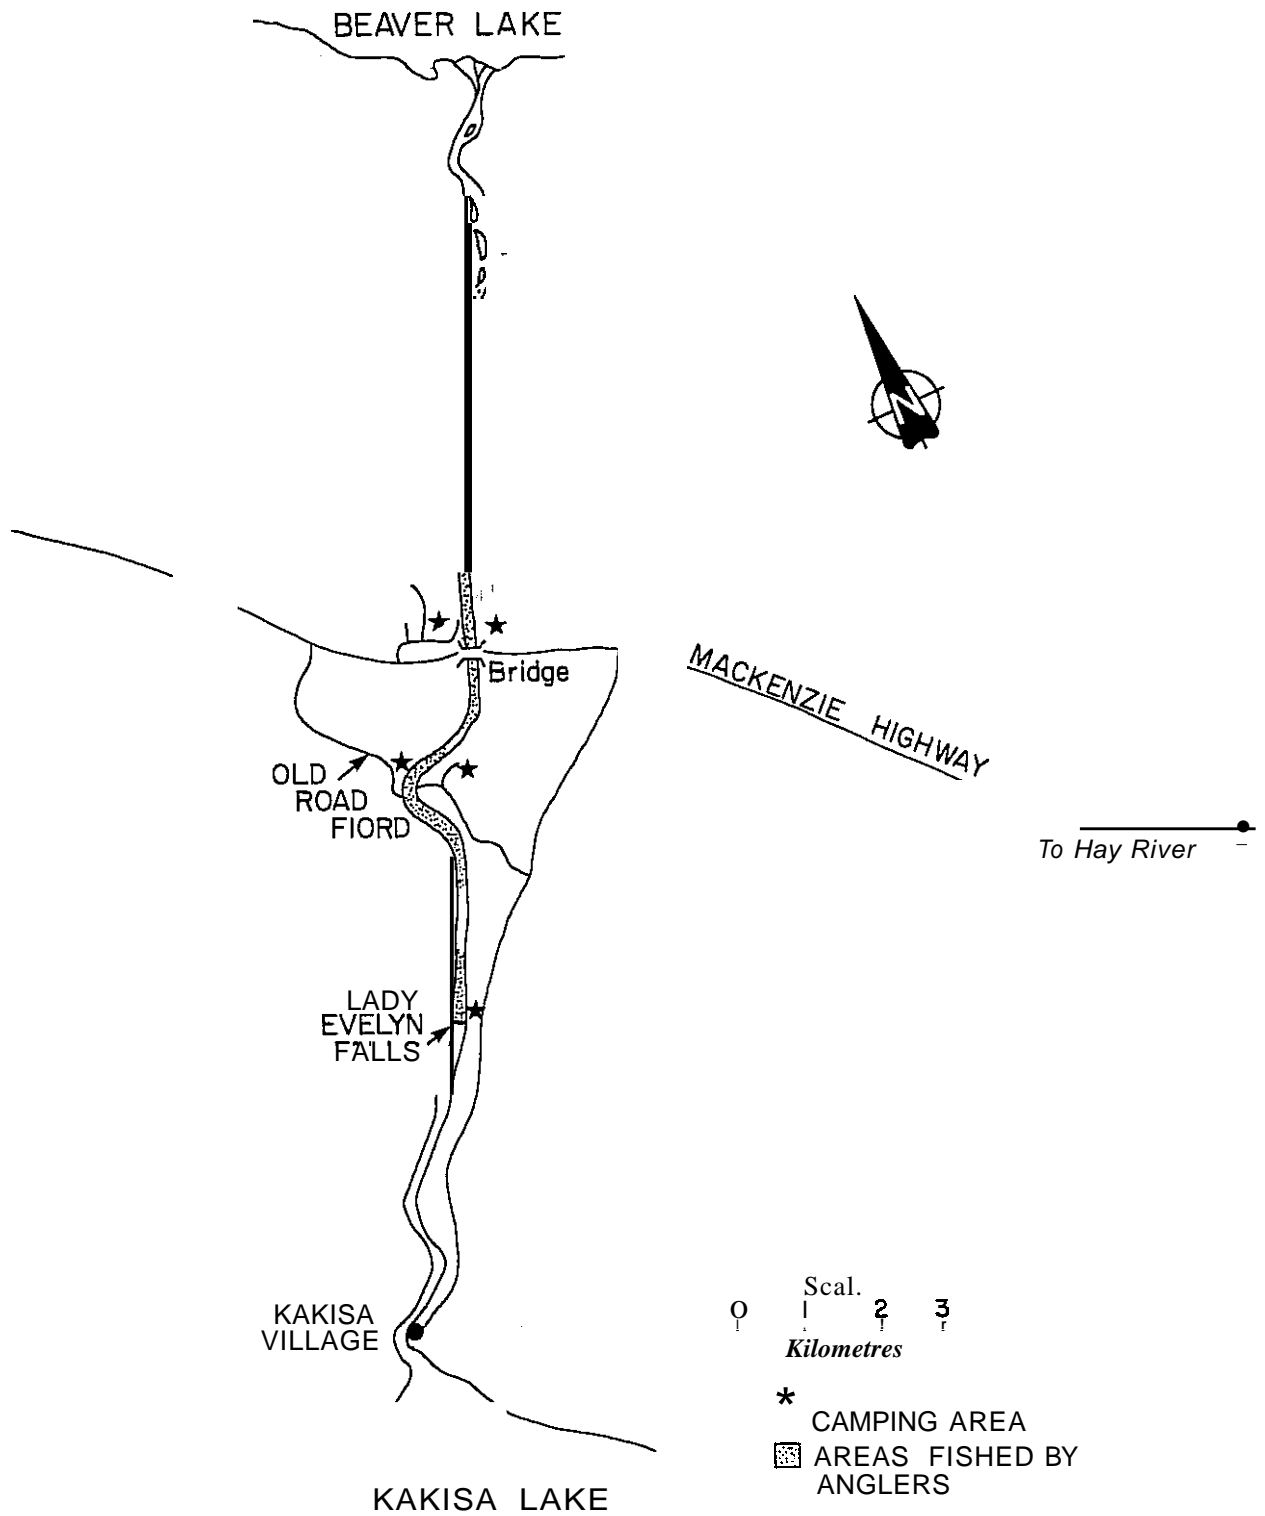 BEAVER LAKE
N
Bridge
MACKENZIE HIGHWAY
OLD
ROAD
FIORD
To Hay River
LADY
EVELYN
FALLS
KAKISA
VILLAGE
Scal.
0 1 2 3
Kilometres
* CAMPING AREA
AREAS FISHED BY
ANGLERS
KAKISA LAKE